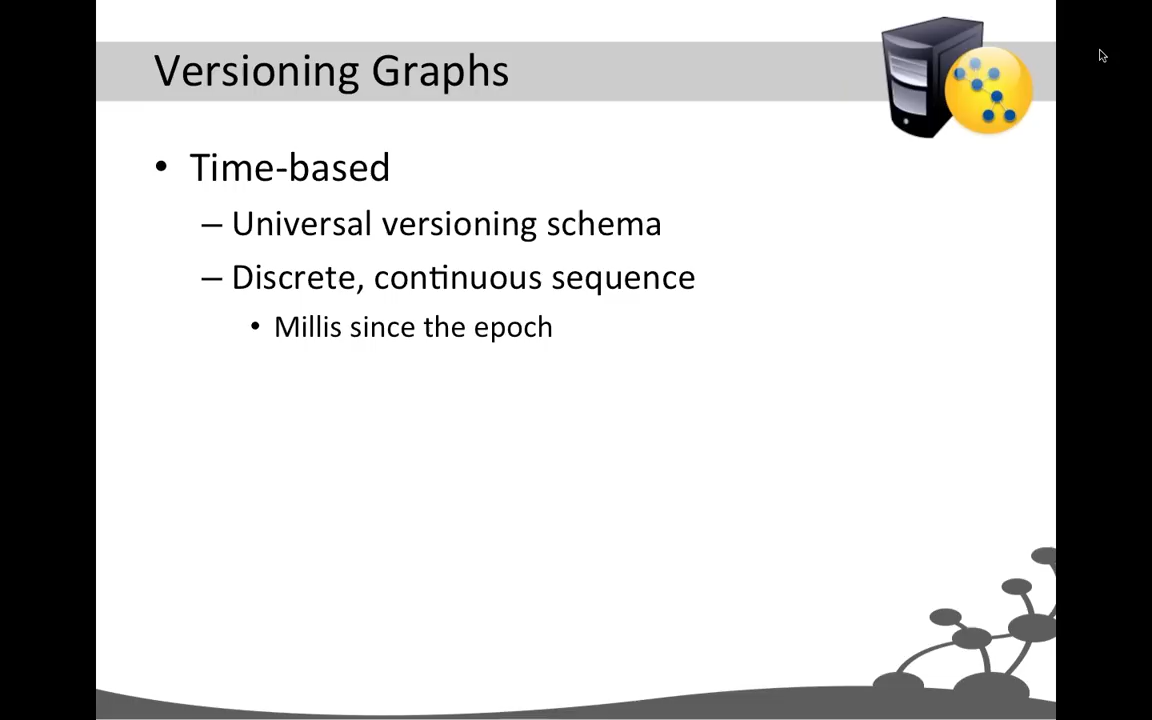 Versioning Graphs
• Time-based
– Universal versioning schema
– Discrete, continuous sequence
• Millis since the epoch